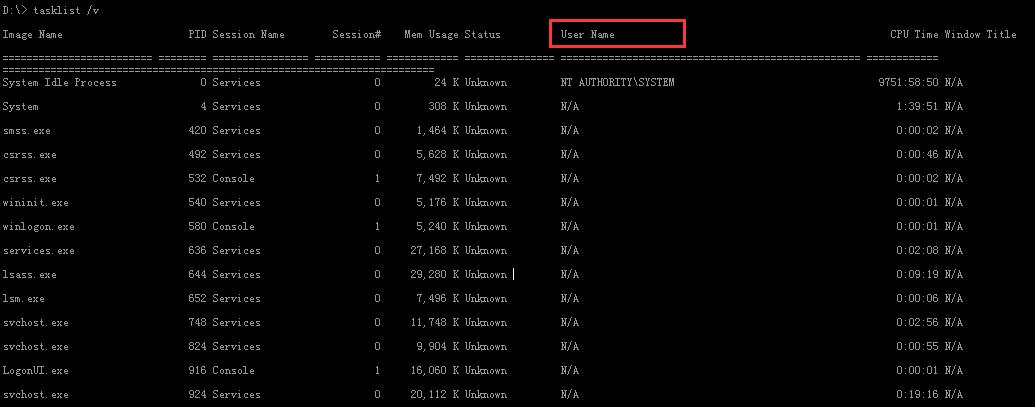 D:\> tasklist /v
Image Name PID Session Name Session# Mem Usage Status User Name CPU Time Window Title
========================= ======== ================ =========== ============ =============== ================================================== ============
========================================================================
System Idle Process 0 Services 0 24 K Unknown NT AUTHORITY\SYSTEM 9751:58:50 N/A
System 4 Services 0 308 K Unknown N/A 1:39:51 N/A
smss.exe 420 Services 0 1,464 K Unknown N/A 0:00:02 N/A
csrss.exe 492 Services 0 5,628 K Unknown N/A 0:00:46 N/A
csrss.exe 532 Console 1 7,492 K Unknown N/A 0:00:02 N/A
wininit.exe 540 Services 0 5,176 K Unknown N/A 0:00:01 N/A
winlogon.exe 580 Console 1 5,240 K Unknown N/A 0:00:01 N/A
services.exe 636 Services 0 27,168 K Unknown N/A 0:02:08 N/A
lsass.exe 644 Services 0 29,280 K Unknown N/A 0:09:19 N/A
lsm.exe 652 Services 0 7,496 K Unknown N/A 0:00:06 N/A
svchost.exe 748 Services 0 11,748 K Unknown N/A 0:02:56 N/A
svchost.exe 824 Services 0 9,904 K Unknown N/A 0:00:55 N/A
LogonUI.exe 916 Console 1 16,060 K Unknown N/A 0:00:01 N/A
svchost.exe 924 Services 0 20,112 K Unknown N/A 0:19:16 N/A